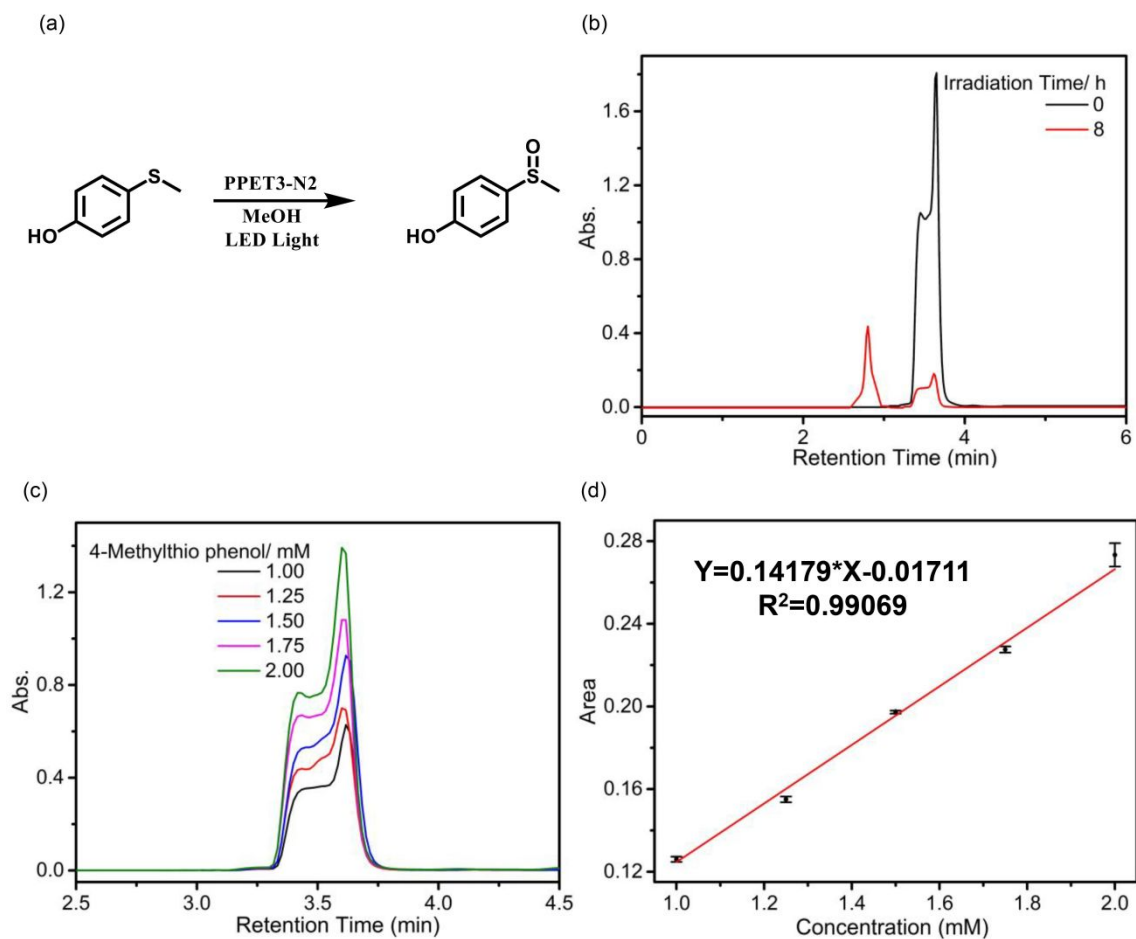 (a)
S
HO
PPET3-N2
MeOH
LED Light
O
S
HO
(b)
Irradiation Time/ h
0
8
Abs.
1.6
1.2
0.8
0.4
0.0
0 2 4 6
Retention Time (min)
(c)
4-Methylthio phenol/ mM
1.00
1.25
1.50
1.75
2.00
Abs.
1.2
0.8
0.4
0.0
2.5 3.0 3.5 4.0 4.5
Retention Time (min)
(d)
Y=0.14179*X-0.01711
R²=0.99069
Area
0.28
0.24
0.20
0.16
0.12
1.0 1.2 1.4 1.6 1.8 2.0
Concentration (mM)